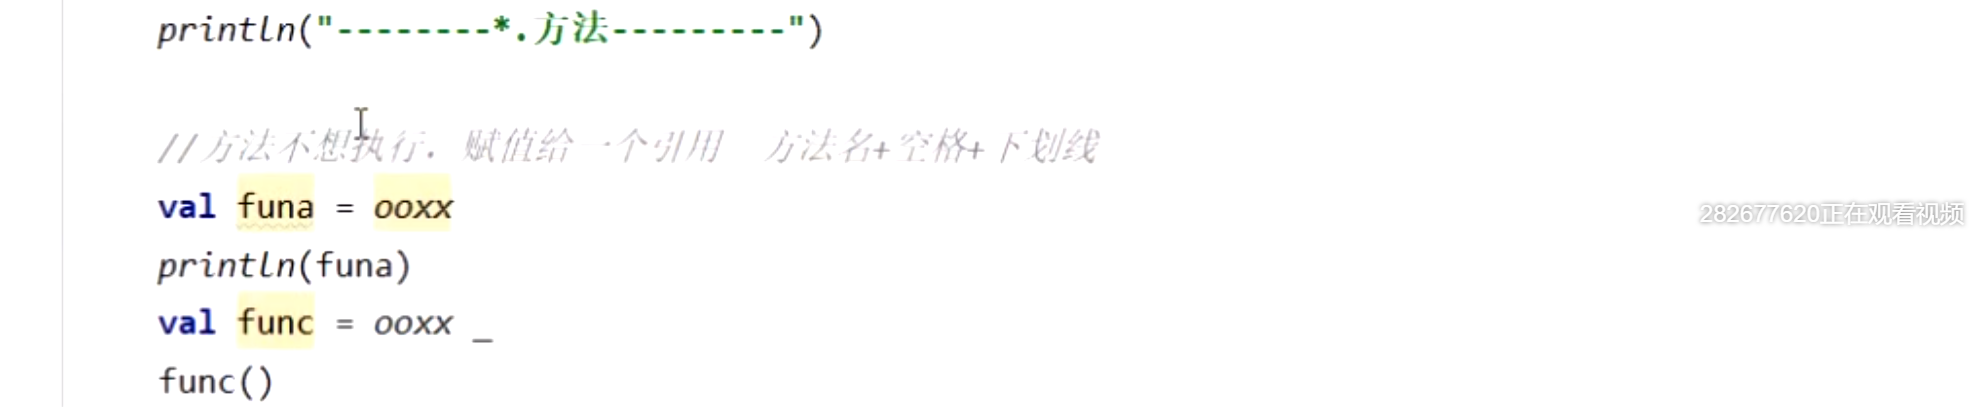 println("--------*.方法---------")
//方法不想执行. 赋值给一个引用  方法名+空格+下划线
val funa = ooxx
282677620正在观看视频
println(funa)
val func = ooxx _
func()